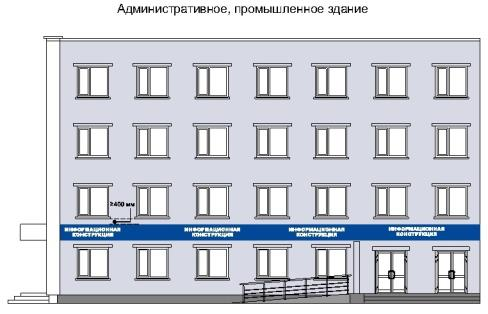 Административное, промышленное здание
≥400 мм
ИНФОРМАЦИОННАЯ
КОНСТРУКЦИЯ
ИНФОРМАЦИОННАЯ
КОНСТРУКЦИЯ
ИНФОРМАЦИОННАЯ
КОНСТРУКЦИЯ
ИНФОРМАЦИОННАЯ
КОНСТРУКЦИЯ